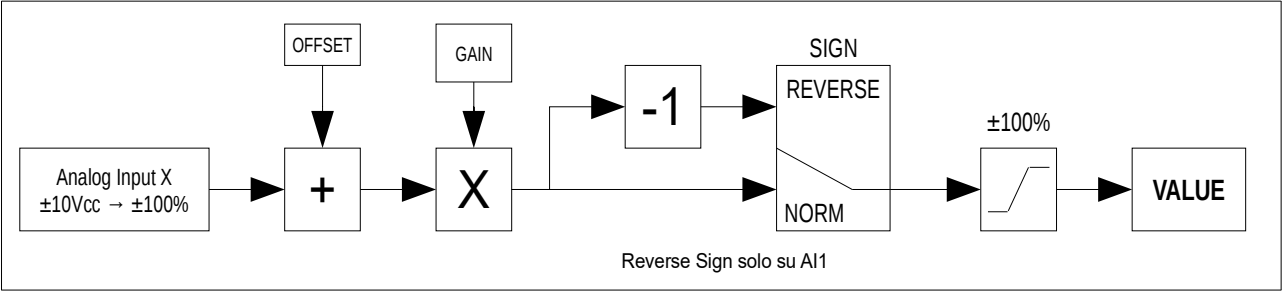 OFFSET
GAIN
SIGN
REVERSE
-1
±100%
Analog Input X
±10Vcc → ±100%
+
X
NORM
VALUE
Reverse Sign solo su AI1